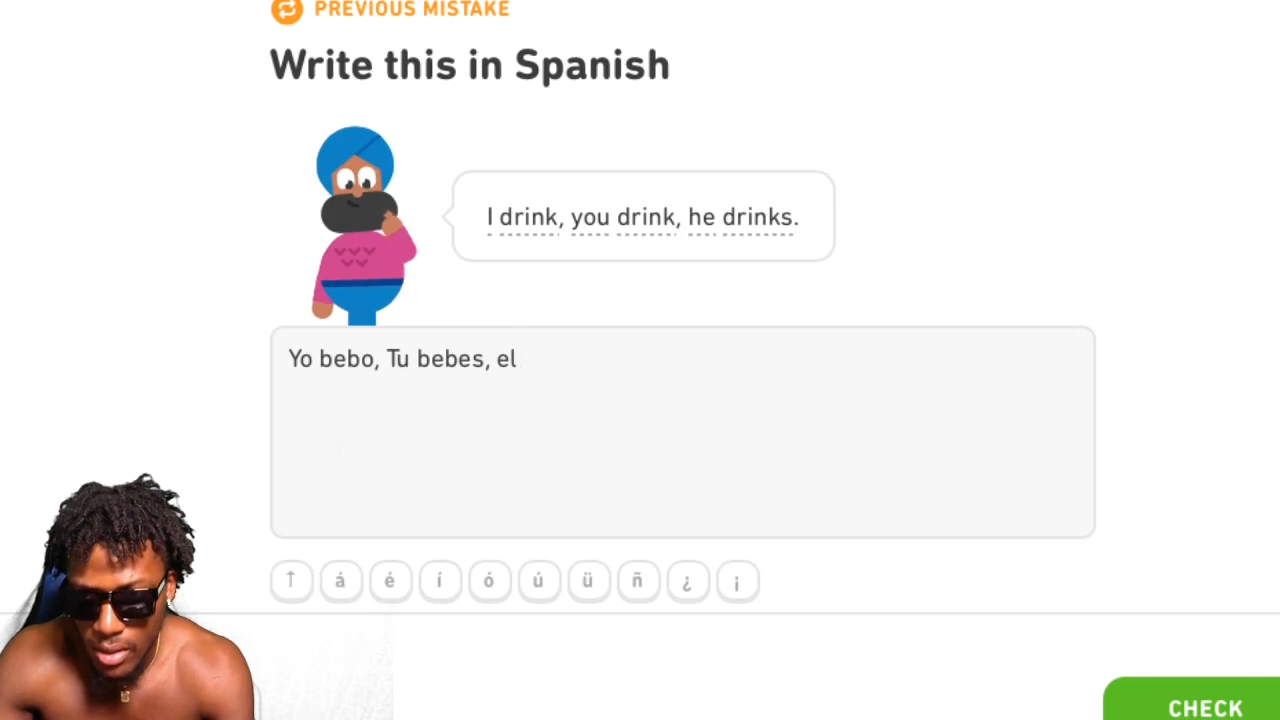 PREVIOUS MISTAKE
Write this in Spanish
I drink, you drink, he drinks.
Yo bebo, Tu bebes, el
↑ á é í ó ú ü ñ ¿ ¡
CHECK